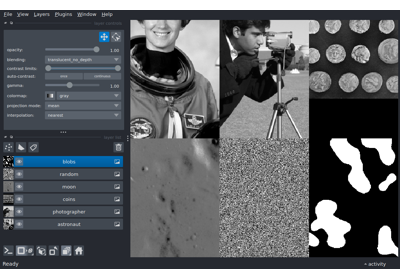 File View Layers Plugins Window Help
opacity: 1.00
blending: translucent_no_depth
contrast limits:
auto-contrast: once continuous
gamma: 1.00
colormap: gray
projection mode: mean
interpolation: nearest
blobs
random
moon
coins
photographer
astronaut
Ready
activity